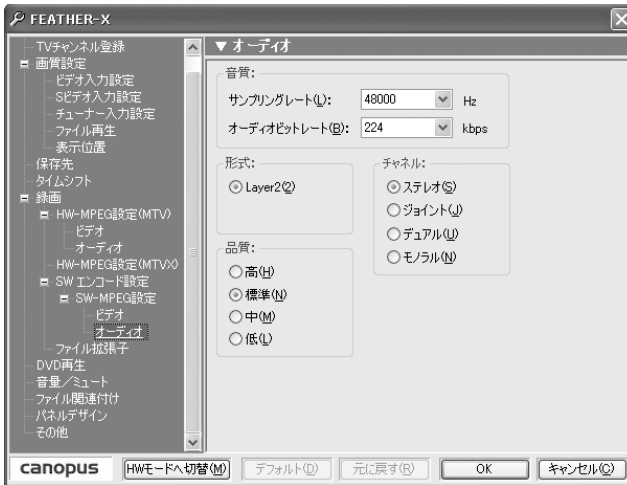 FEATHER-X
TVチャンネル登録
画質設定
ビデオ入力設定
Sビデオ入力設定
チューナー入力設定
ファイル再生
表示位置
保存先
タイムシフト
録画
HW-MPEG設定(MTV)
ビデオ
オーディオ
HW-MPEG設定(MTVX)
SW エンコード設定
SW-MPEG設定
ビデオ
オーディオ
ファイル拡張子
DVD再生
音量／ミュート
ファイル関連付け
パネルデザイン
その他
▼オーディオ
音質:
サンプリングレート(L): 48000 Hz
オーディオビットレート(B): 224 kbps
形式:
Layer2(2)
チャネル:
ステレオ(S)
ジョイント(J)
デュアル(U)
モノラル(N)
品質:
高(H)
標準(N)
中(M)
低(L)
canopus HWモードへ切替(M) デフォルト(D) 元に戻す(R) OK キャンセル(C)